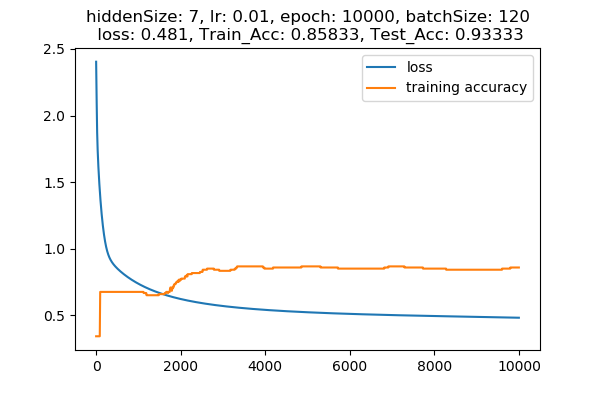 hiddenSize: 7, lr: 0.01, epoch: 10000, batchSize: 120
loss: 0.481, Train_Acc: 0.85833, Test_Acc: 0.93333
2.5
2.0
1.5
1.0
0.5
loss
training accuracy
0 2000 4000 6000 8000 10000